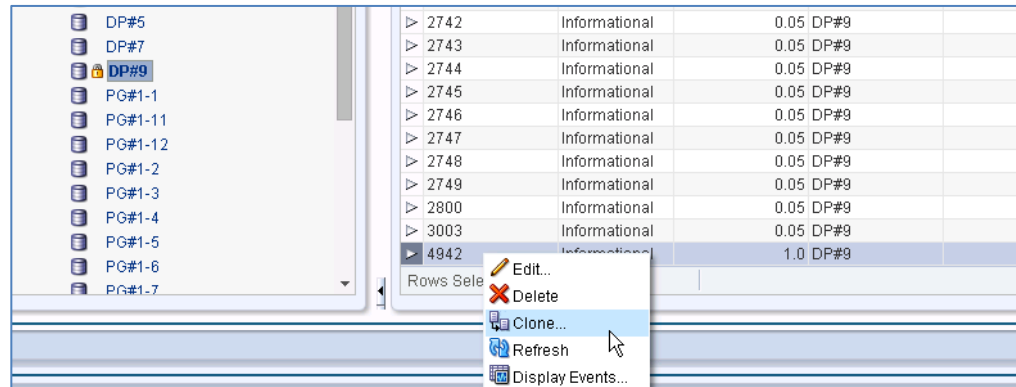 DP#5
DP#7
DP#9
PG#1-1
PG#1-11
PG#1-12
PG#1-2
PG#1-3
PG#1-4
PG#1-5
PG#1-6
PG#1-7
2742 Informational 0.05 DP#9
2743 Informational 0.05 DP#9
2744 Informational 0.05 DP#9
2745 Informational 0.05 DP#9
2746 Informational 0.05 DP#9
2747 Informational 0.05 DP#9
2748 Informational 0.05 DP#9
2749 Informational 0.05 DP#9
2800 Informational 0.05 DP#9
3003 Informational 0.05 DP#9
4942 Informational 1.0 DP#9
Rows Sele
Edit...
Delete
Clone...
Refresh
Display Events...